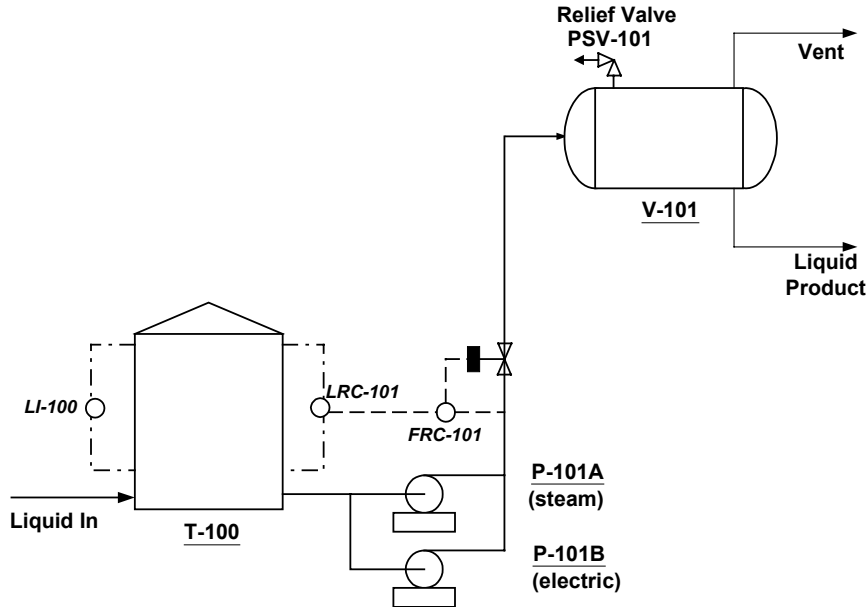 Relief Valve
PSV-101
Vent
V-101
Liquid
Product
LI-100
LRC-101
FRC-101
P-101A
(steam)
Liquid In
T-100
P-101B
(electric)